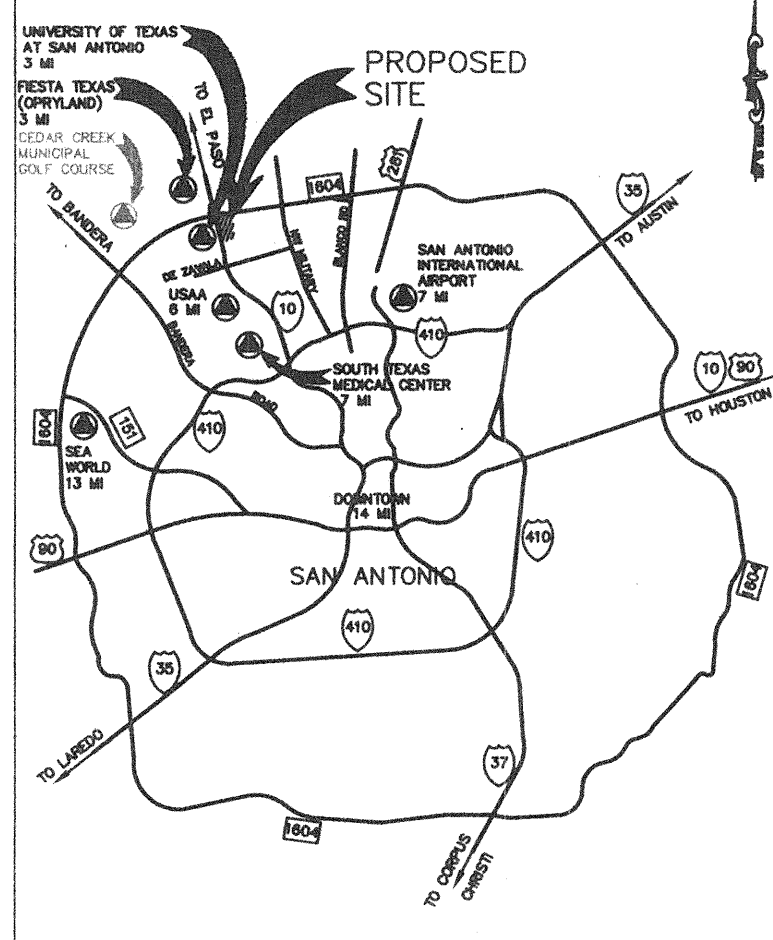 UNIVERSITY OF TEXAS
AT SAN ANTONIO
3 MI
PROPOSED
SITE
FIESTA TEXAS
(OPRYLAND)
3 MI
TO EL PASO
CEDAR CREEK
MUNICIPAL
GOLF COURSE
TO BANDERA
1604
281
35
TO AUSTIN
NW MILITARY
BLANCO RD
DE ZAVALA
SAN ANTONIO
INTERNATIONAL
AIRPORT
7 MI
USAA
6 MI
10
410
BANDERA
ROAD
SOUTH TEXAS
MEDICAL CENTER
7 MI
10
90
TO HOUSTON
1604
151
410
SEA
WORLD
13 MI
DOWNTOWN
14 MI
90
410
SAN ANTONIO
1604
410
35
TO LAREDO
37
1604
TO CORPUS
CHRISTI